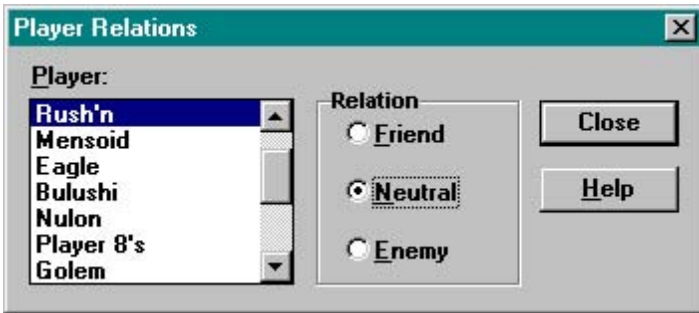 Player Relations
Player:
Rush'n
Mensoid
Eagle
Bulushi
Nulon
Player 8's
Golem
Relation
Friend
Neutral
Enemy
Close
Help